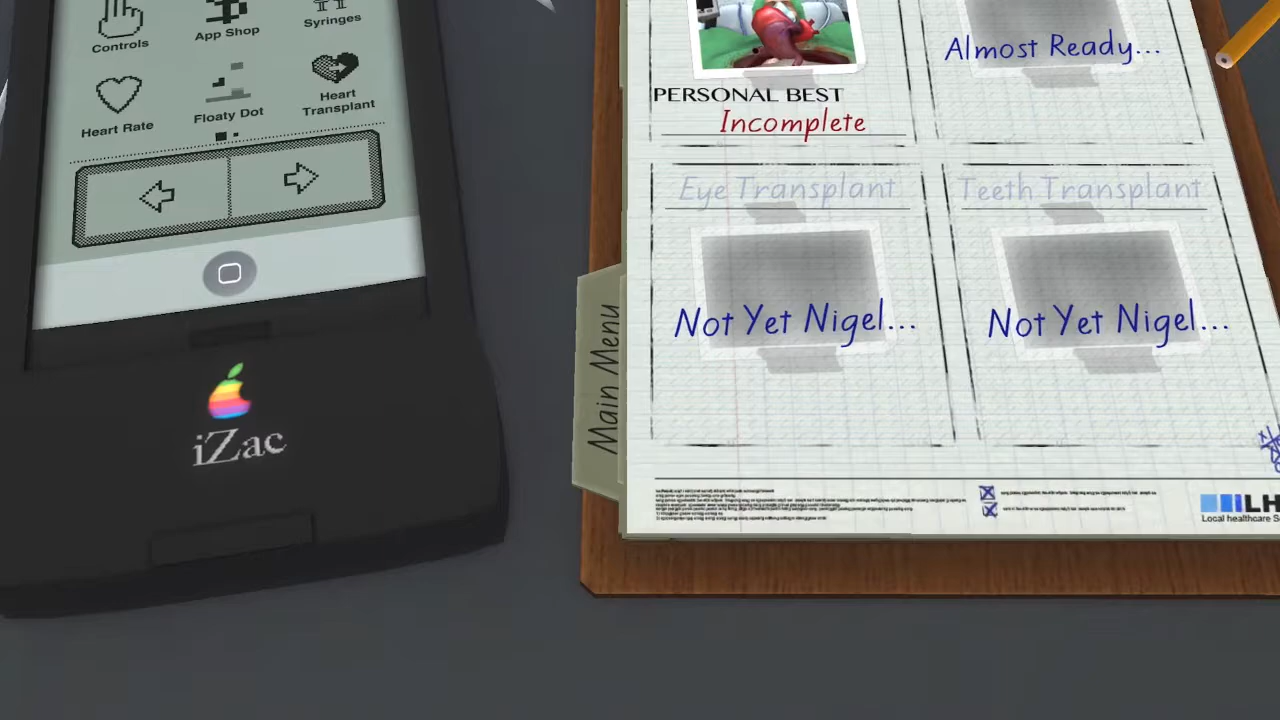 Controls
App Shop
Syringes
Heart Rate
Floaty Dot
Heart
Transplant
iZac
Main Menu
Almost Ready...
PERSONAL BEST
Incomplete
Eye Transplant
Teeth Transplant
Not Yet Nigel...
Not Yet Nigel...
LH
Local healthcare S